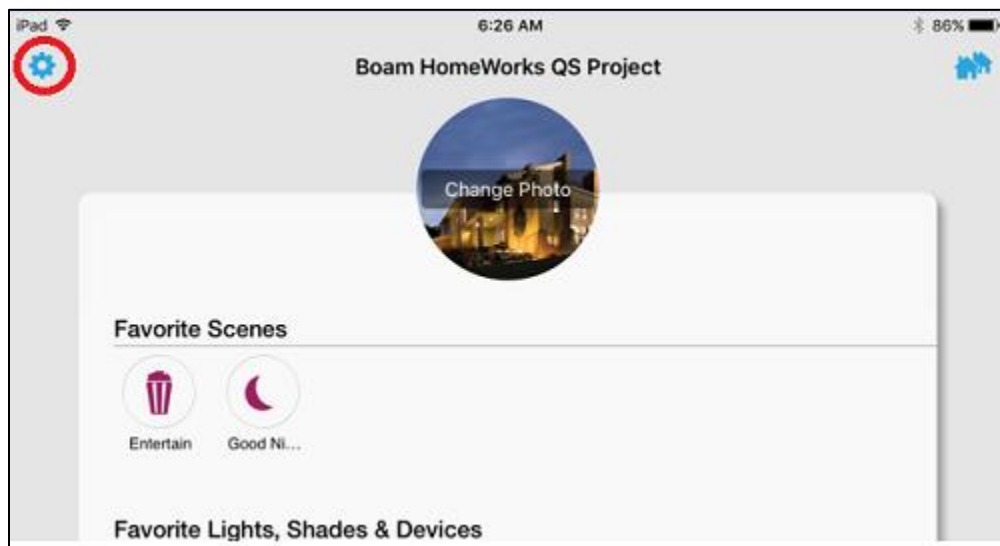 iPad 6:26 AM 86%
Boam HomeWorks QS Project
Change Photo
Favorite Scenes
Entertain Good Ni...
Favorite Lights, Shades & Devices